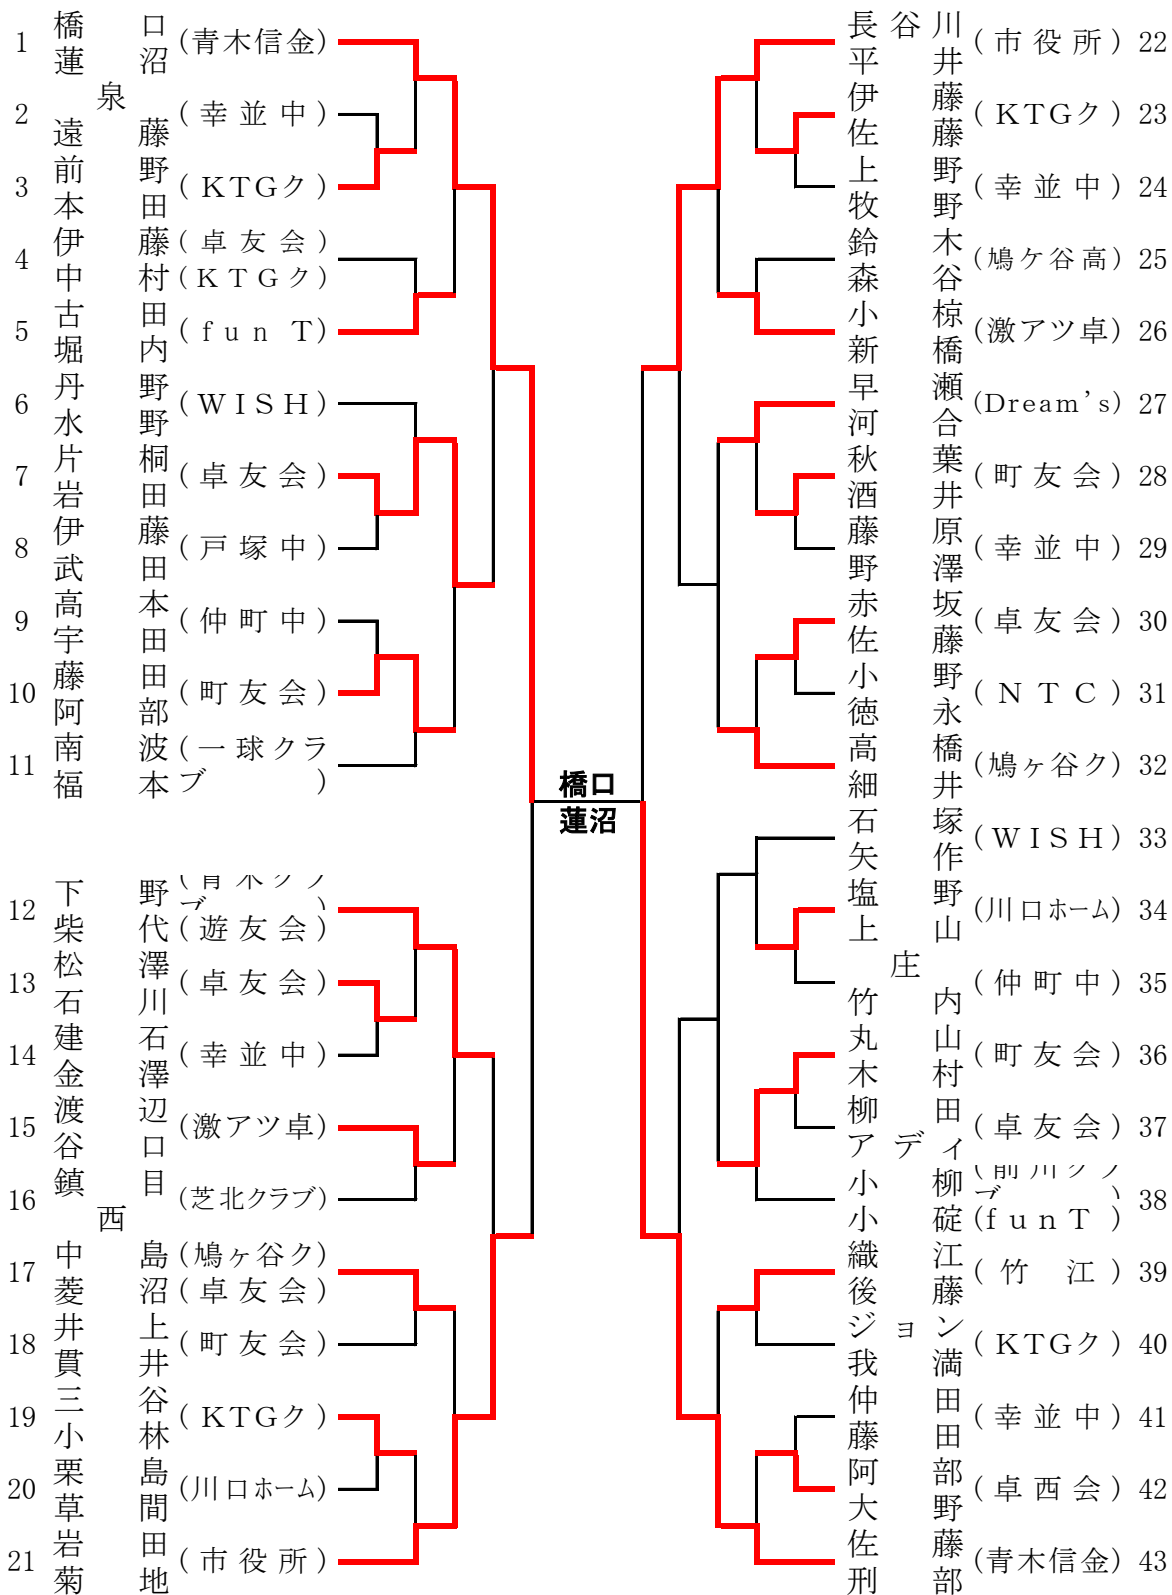 1 橋口 (青木信金)
蓮沼
2 泉 (幸並中)
遠藤
3 前野 (KTGク)
本田
4 伊藤 (卓友会)
中村 (KTGク)
5 古田 (fun T)
堀内
6 丹野 (WISH)
水野
7 片桐 (卓友会)
岩田
8 伊藤 (戸塚中)
武田
9 高本 (仲町中)
宇田
10 藤田 (町友会)
阿部
11 南波 (一球クラブ)
福本
12 下野 (青木クラブ)
柴代 (遊友会)
13 松澤 (卓友会)
石川
14 建石 (幸並中)
金澤
15 渡辺 (激アツ卓)
谷口
16 鎮目 (芝北クラブ)
西
17 中島 (鳩ヶ谷ク)
菱沼 (卓友会)
18 井上 (町友会)
貫井
19 三谷 (KTGク)
小林
20 栗島 (川口ホーム)
草間
21 岩田 (市役所)
菊地
橋口
蓮沼
長谷川 (市役所) 22
平井
伊藤 (KTGク) 23
佐藤
上野 (幸並中) 24
牧野
鈴木 (鳩ケ谷高) 25
森谷
小椋 (激アツ卓) 26
新橋
早瀬 (Dream's) 27
河合
秋葉 (町友会) 28
酒井
藤原 (幸並中) 29
野澤
赤坂 (卓友会) 30
佐藤
小野 (NTC) 31
徳永
高橋 (鳩ヶ谷ク) 32
細井
石塚 (WISH) 33
矢作
塩野 (川口ホーム) 34
上山
庄 (仲町中) 35
竹内
丸山 (町友会) 36
木村
柳田 (卓友会) 37
アディ
小柳 (前川クラブ) 38
小碇 (funT)
織江 (竹江) 39
後藤
ジョン (KTGク) 40
我満
仲田 (幸並中) 41
藤田
阿部 (卓西会) 42
大野
佐藤 (青木信金) 43
刑部